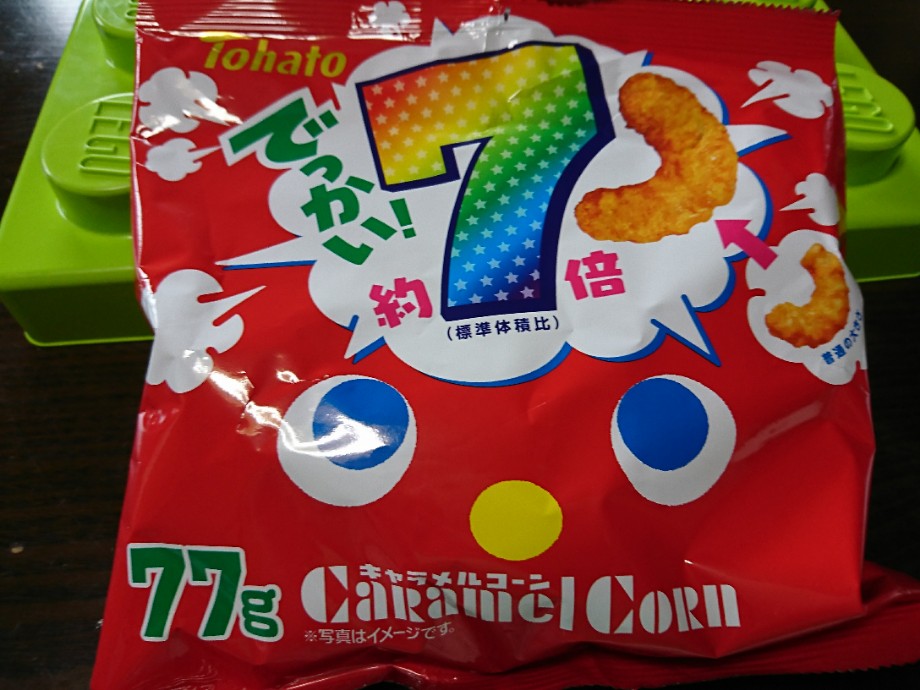 Tohato
でっかい!
約7倍
(標準体積比)
普通の大きさ
77g
キャラメルコーン
Caramel Corn
※写真はイメージです。
LEGO